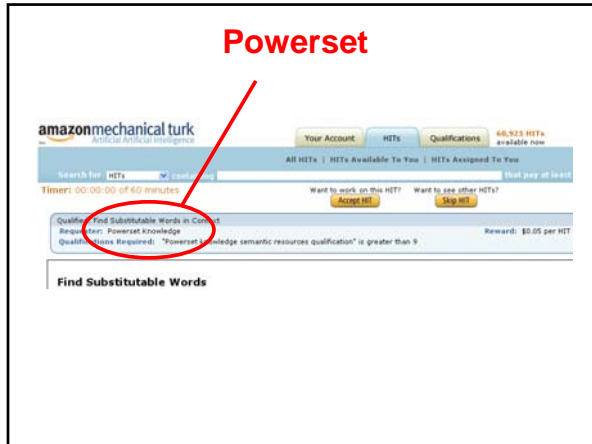 Powerset
amazonmechanical turk
Artificial Artificial Intelligence
Your Account HITs Qualifications 68,925 HITs
available now
All HITs | HITs Available To You | HITs Assigned To You
Search for HITs containing that pay at least
Timer: 00:00:00 of 60 minutes
Want to work on this HIT? Want to see other HITs?
Accept HIT Skip HIT
Find Substitutable Words in Context
Requester: Powerset Knowledge Reward: $0.05 per HIT
Qualifications Required: "Powerset knowledge semantic resources qualification" is greater than 9
Find Substitutable Words